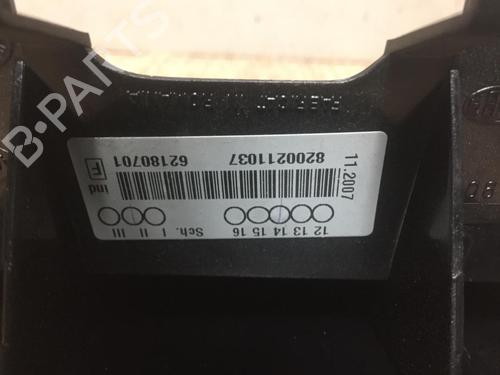 11.2007
8200211037 62180701
ind F
12 13 14 15 16 Sch. I II III
B-PARTS